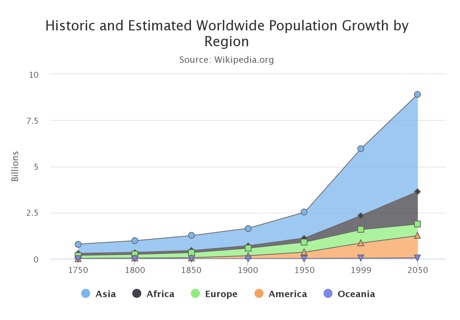 Historic and Estimated Worldwide Population Growth by
Region
Source: Wikipedia.org
10
7.5
5
2.5
0
Billions
1750
1800
1850
1900
1950
1999
2050
Asia
Africa
Europe
America
Oceania